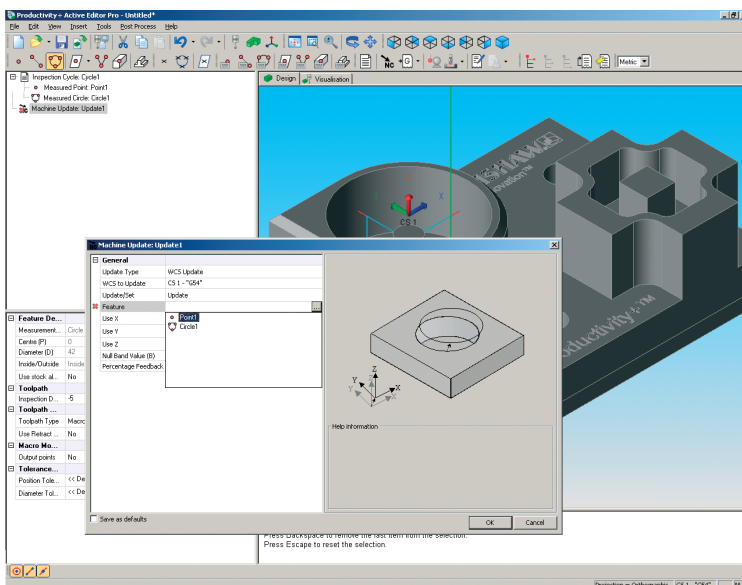 Productivity+ Active Editor Pro - Untitled*
File Edit View Insert Tools Post Process Help
NC G Metric
Inspection Cycle: Cycle1
Measured Point: Point1
Measured Circle: Circle1
Machine Update: Update1
Design Visualisation
X
CS 1
Machine Update: Update1
General
Update Type WCS Update
WCS to Update CS 1 - "G54"
Update/Set Update
Feature ...
Use X Point1
Use Y Circle1
Use Z
Null Band Value (B)
Percentage Feedback
Z
Y X
Y X
Help information
Save as defaults
OK Cancel
Feature De...
Measurement... Circle
Centre (P) 0
Diameter (D) 42
Inside/Outside Inside
Use stock al... No
Toolpath
Inspection D... -5
Toolpath ...
Toolpath Type Macro
Use Retract ... No
Macro Mo...
Output points No
Tolerance...
Position Tole... << De
Diameter Tol... << De
Press Backspace to remove the last item from the selection.
Press Escape to reset the selection.
Projection = Orthographic CS 1 - "G54"